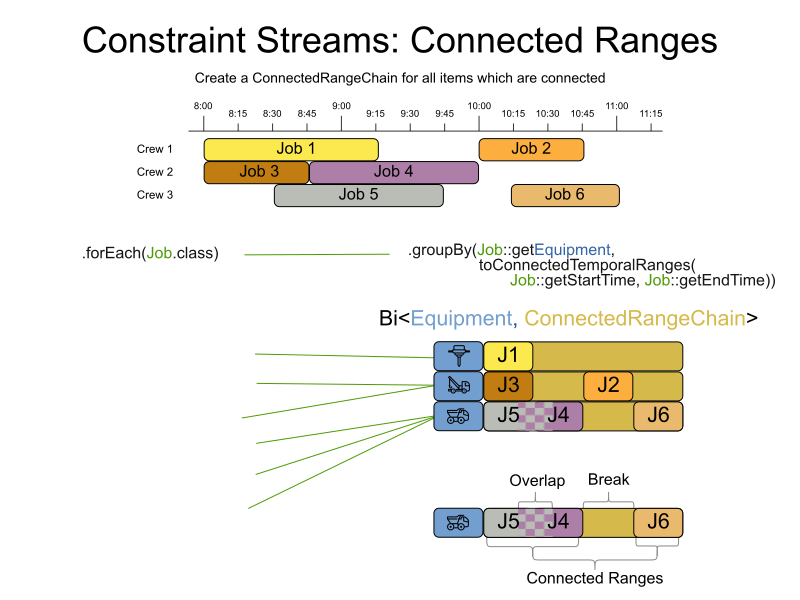 Constraint Streams: Connected Ranges
Create a ConnectedRangeChain for all items which are connected
8:00 8:15 8:30 8:45 9:00 9:15 9:30 9:45 10:00 10:15 10:30 10:45 11:00 11:15
Crew 1 Job 1 Job 2
Crew 2 Job 3 Job 4
Crew 3 Job 5 Job 6
.forEach(Job.class) .groupBy(Job::getEquipment,
toConnectedTemporalRanges(
Job::getStartTime, Job::getEndTime))
Bi<Equipment, ConnectedRangeChain>
J1
J3 J2
J5 J4 J6
Overlap Break
J5 J4 J6
Connected Ranges